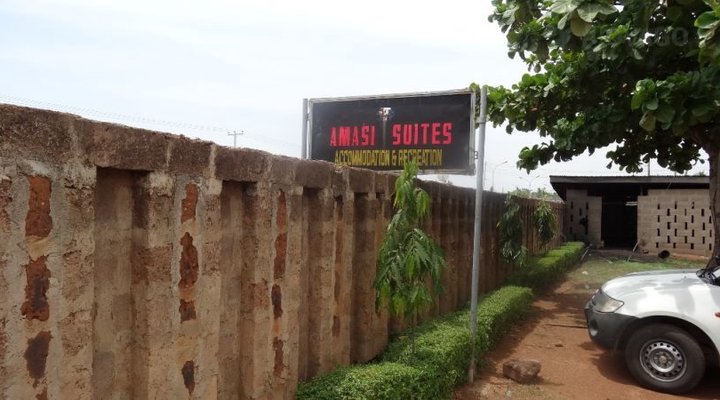 AMASI SUITES
ACCOMMODATION & RECREATION